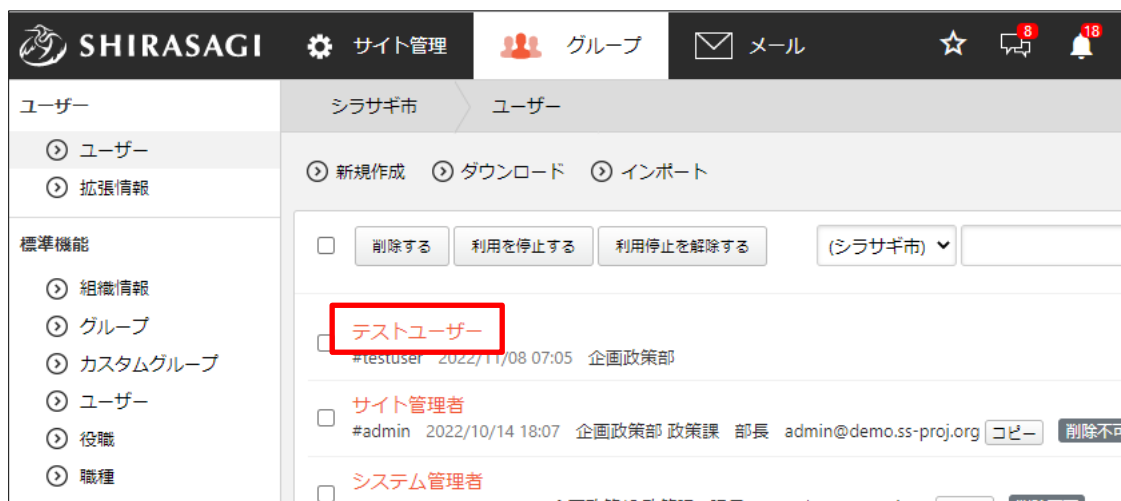 SHIRASAGI サイト管理 グループ メール 8 18
ユーザー
ユーザー
拡張情報
標準機能
組織情報
グループ
カスタムグループ
ユーザー
役職
職種
シラサギ市 ユーザー
新規作成 ダウンロード インポート
削除する 利用を停止する 利用停止を解除する (シラサギ市)
テストユーザー
#testuser 2022/11/08 07:05 企画政策部
サイト管理者
#admin 2022/10/14 18:07 企画政策部 政策課 部長 admin@demo.ss-proj.org コピー 削除不可
システム管理者